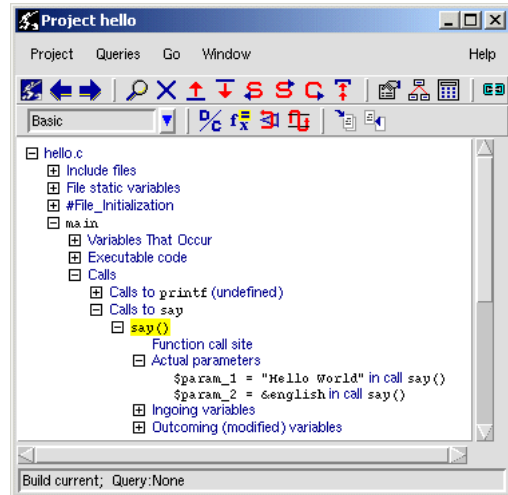 Project hello
Project Queries Go Window Help
Basic
hello.c
Include files
File static variables
#File_Initialization
main
Variables That Occur
Executable code
Calls
Calls to printf (undefined)
Calls to say
say()
Function call site
Actual parameters
$param_1 = "Hello World" in call say()
$param_2 = &english in call say()
Ingoing variables
Outcoming (modified) variables
Build current; Query:None